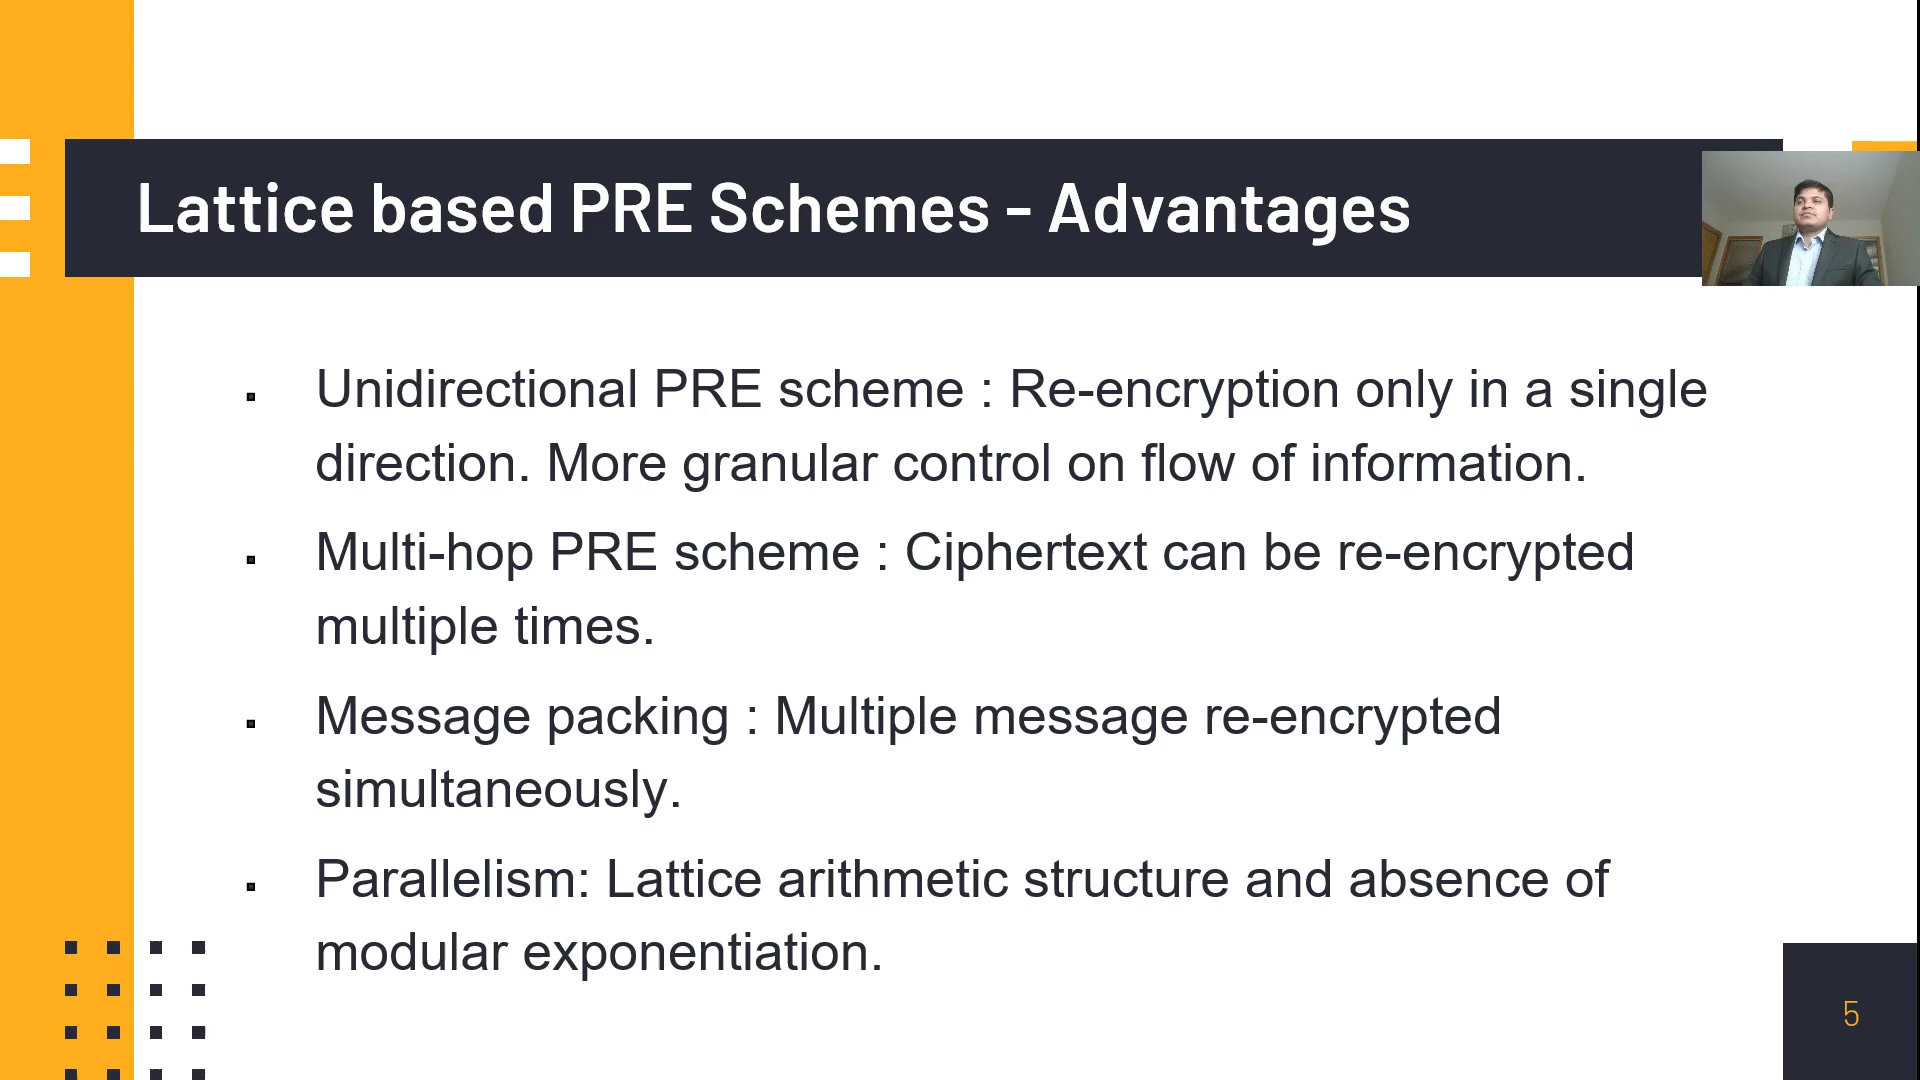 Lattice based PRE Schemes - Advantages
Unidirectional PRE scheme : Re-encryption only in a single
direction. More granular control on flow of information.
Multi-hop PRE scheme : Ciphertext can be re-encrypted
multiple times.
Message packing : Multiple message re-encrypted
simultaneously.
Parallelism: Lattice arithmetic structure and absence of
modular exponentiation.
5